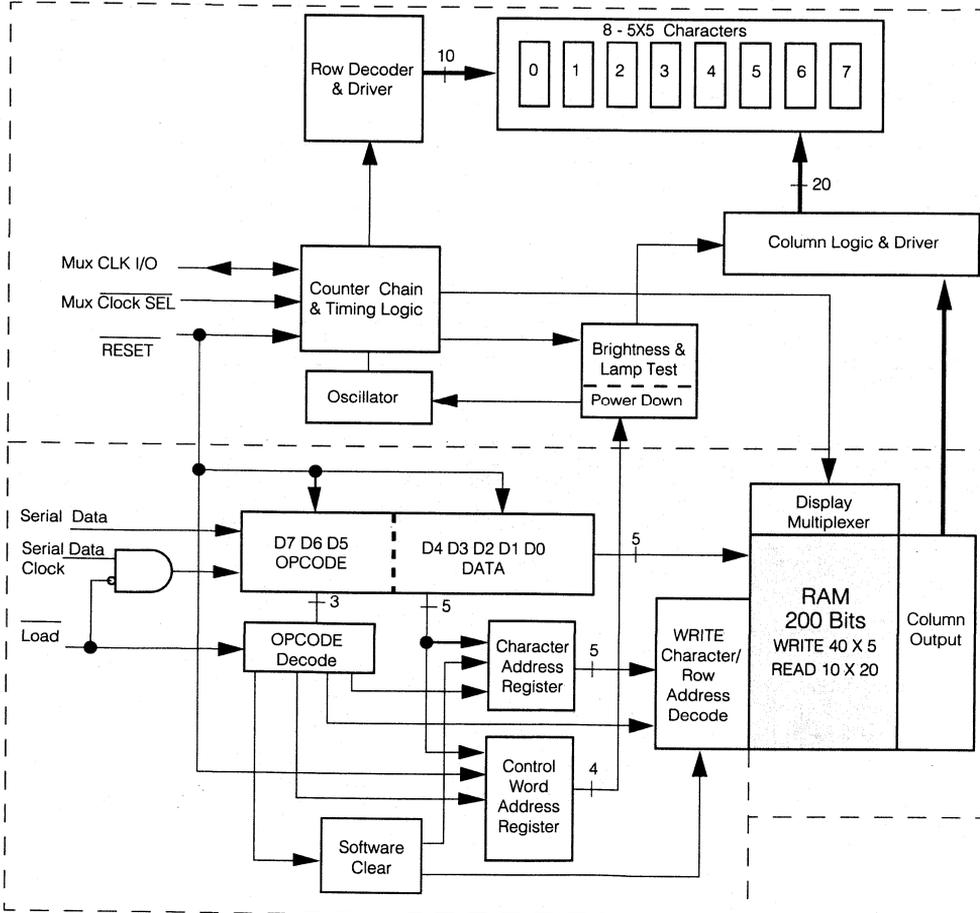 8 - 5X5 Characters
0 1 2 3 4 5 6 7
Row Decoder
& Driver
10
20
Column Logic & Driver
Mux CLK I/O
Mux Clock SEL
RESET
Counter Chain
& Timing Logic
Oscillator
Brightness &
Lamp Test
Power Down
Serial Data
Serial Data
Clock
Load
D7 D6 D5
OPCODE
D4 D3 D2 D1 D0
DATA
5
3
5
OPCODE
Decode
Character
Address
Register
5
Control
Word
Address
Register
4
Software
Clear
WRITE
Character/
Row
Address
Decode
Display
Multiplexer
RAM
200 Bits
WRITE 40 X 5
READ 10 X 20
Column
Output